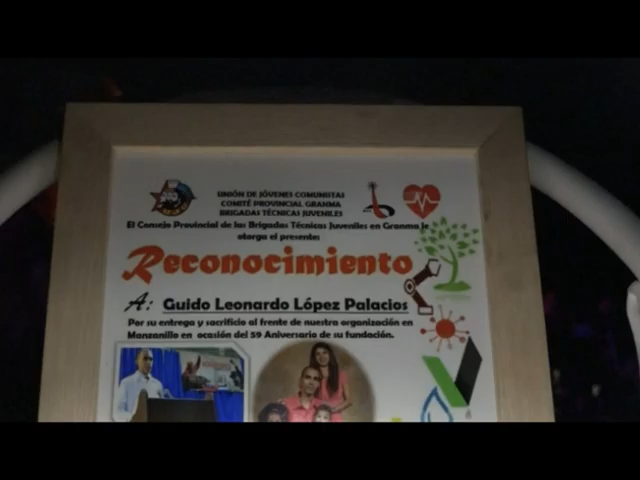 UNIÓN DE JÓVENES COMUNISTAS
COMITÉ PROVINCIAL GRANMA
BRIGADAS TÉCNICAS JUVENILES
El Consejo Provincial de las Brigadas Técnicas Juveniles en Granma le
otorga el presente:
Reconocimiento
A: Guido Leonardo López Palacios
Por su entrega y sacrificio al frente de nuestra organización en
Manzanillo en ocasión del 59 Aniversario de su fundación.